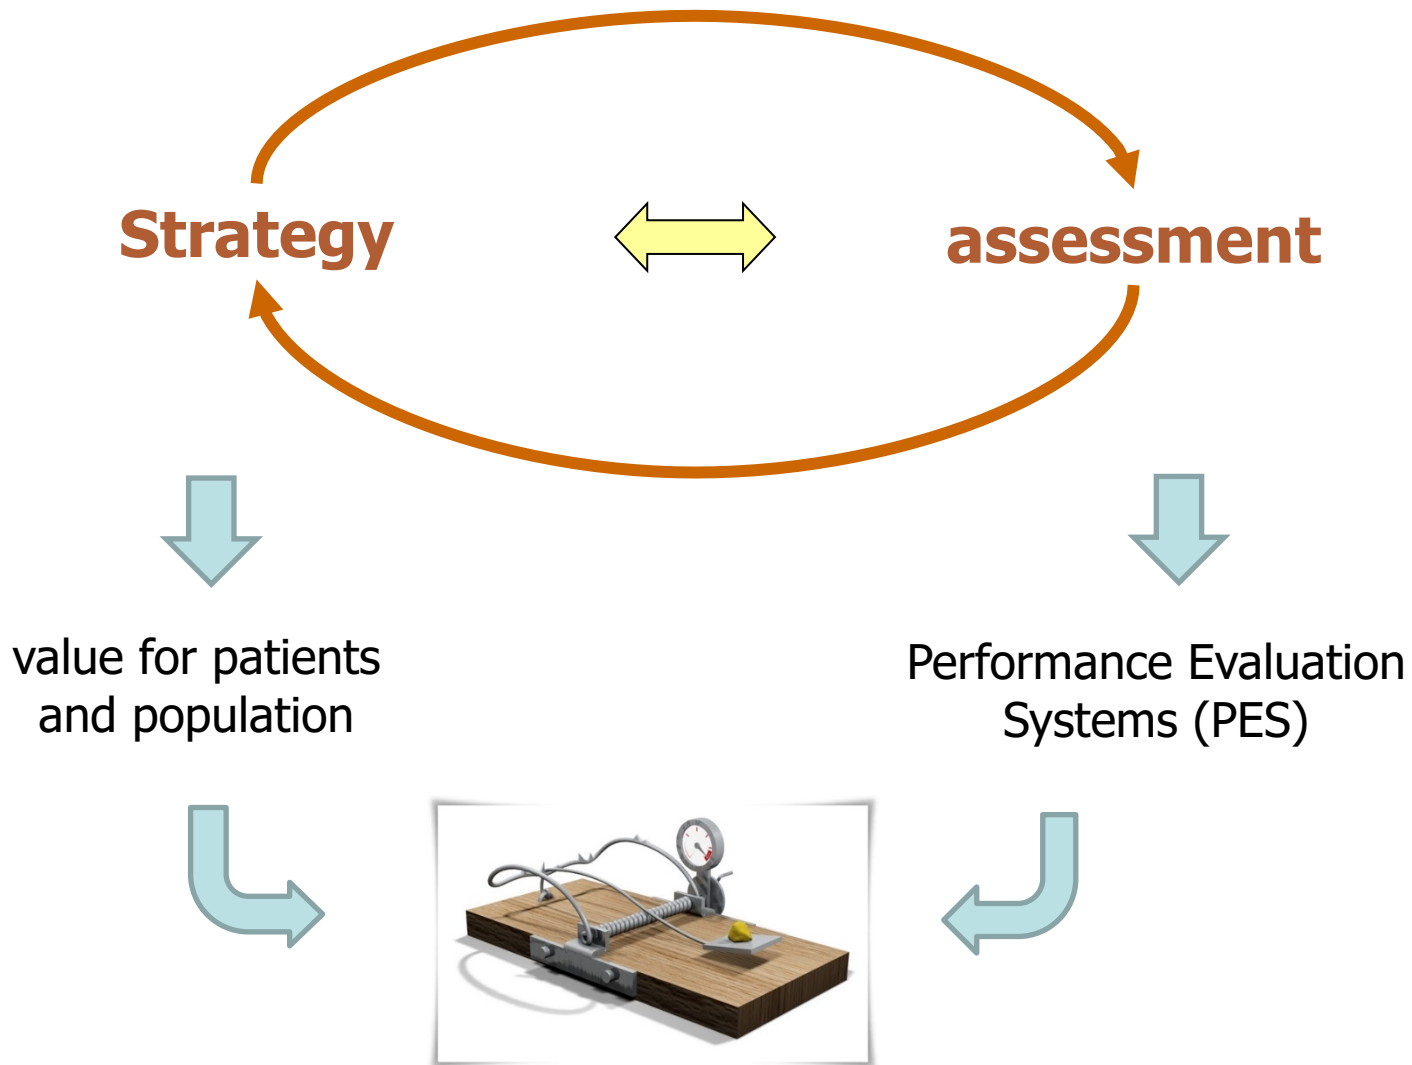 Strategy
assessment
value for patients
and population
Performance Evaluation
Systems (PES)